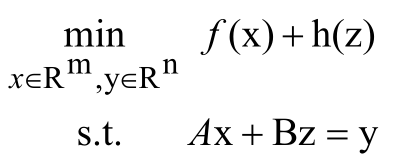 min f(x)+h(z)
x∈R^m,y∈R^n
s.t. Ax + Bz = y